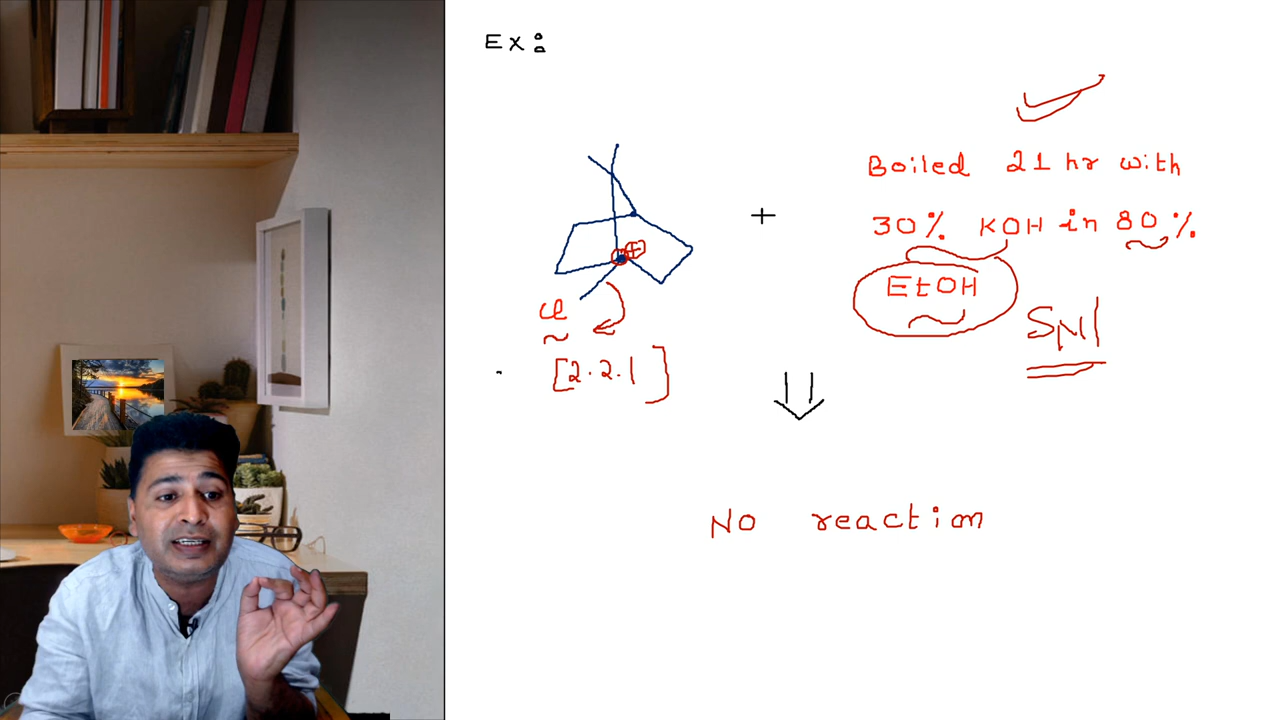 Ex:
Boiled 21 hr with
30% KOH in 80%
EtOH
Cl
SN1
[2.2.1]
No reaction